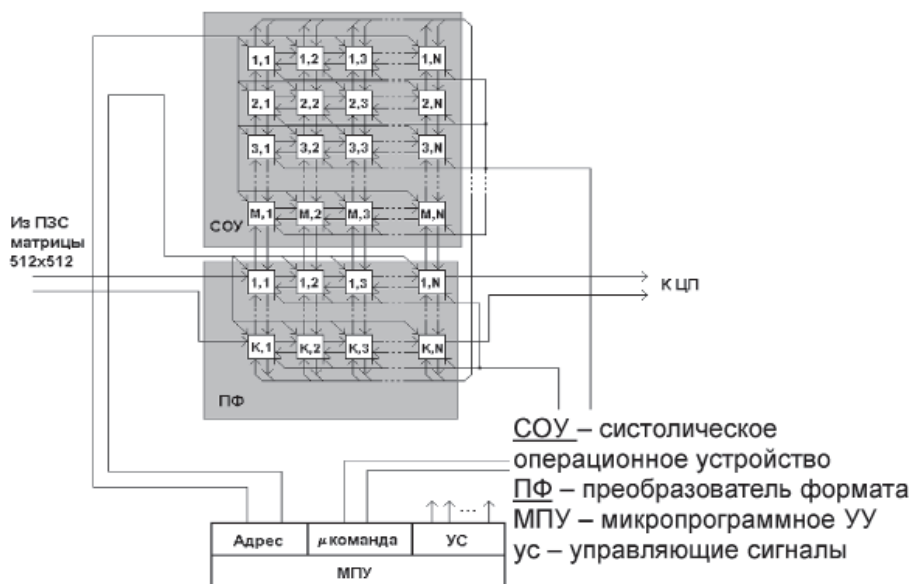 1,1 1,2 1,3 1,N
2,1 2,2 2,3 2,N
3,1 3,2 3,3 3,N
M,1 M,2 M,3 M,N
СОУ
Из ПЗС
матрицы
512x512
1,1 1,2 1,3 1,N
К ЦП
K,1 K,2 K,3 K,N
ПФ
СОУ – систолическое
операционное устройство
ПФ – преобразователь формата
МПУ – микропрограммное УУ
ус – управляющие сигналы
...
Адрес μкоманда УС
МПУ